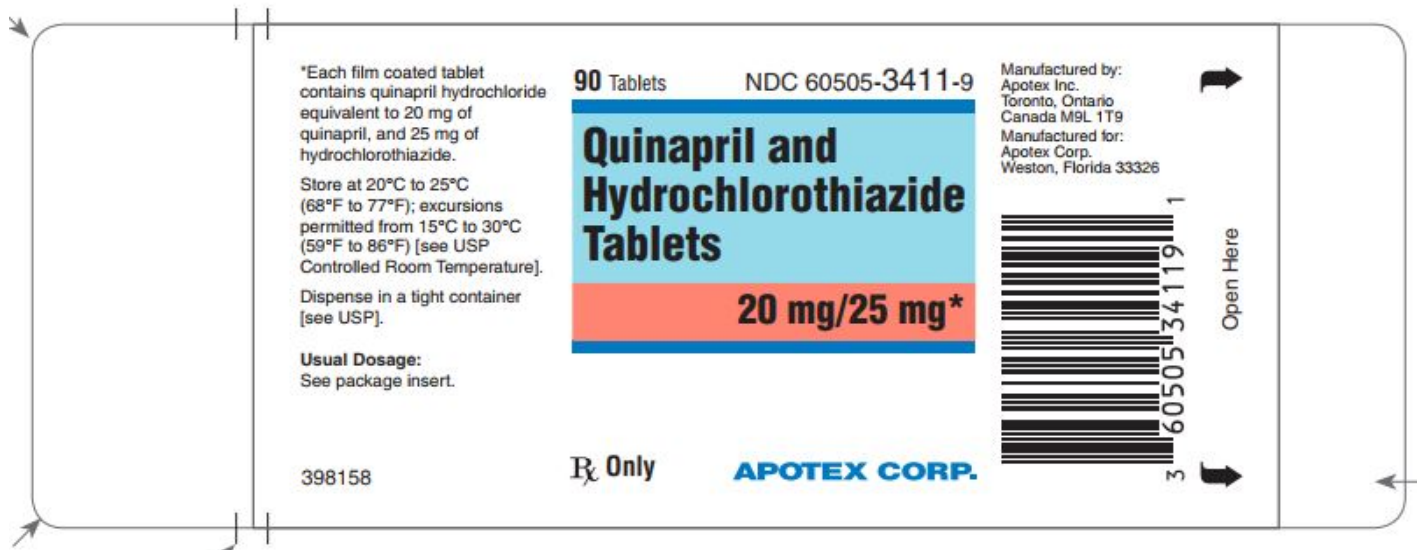 *Each film coated tablet
contains quinapril hydrochloride
equivalent to 20 mg of
quinapril, and 25 mg of
hydrochlorothiazide.
Store at 20°C to 25°C
(68°F to 77°F); excursions
permitted from 15°C to 30°C
(59°F to 86°F) [see USP
Controlled Room Temperature].
Dispense in a tight container
[see USP].
Usual Dosage:
See package insert.
398158
90 Tablets NDC 60505-3411-9
Quinapril and
Hydrochlorothiazide
Tablets
20 mg/25 mg*
℞ Only APOTEX CORP.
Manufactured by:
Apotex Inc.
Toronto, Ontario
Canada M9L 1T9
Manufactured for:
Apotex Corp.
Weston, Florida 33326
3 60505 34119 1
Open Here